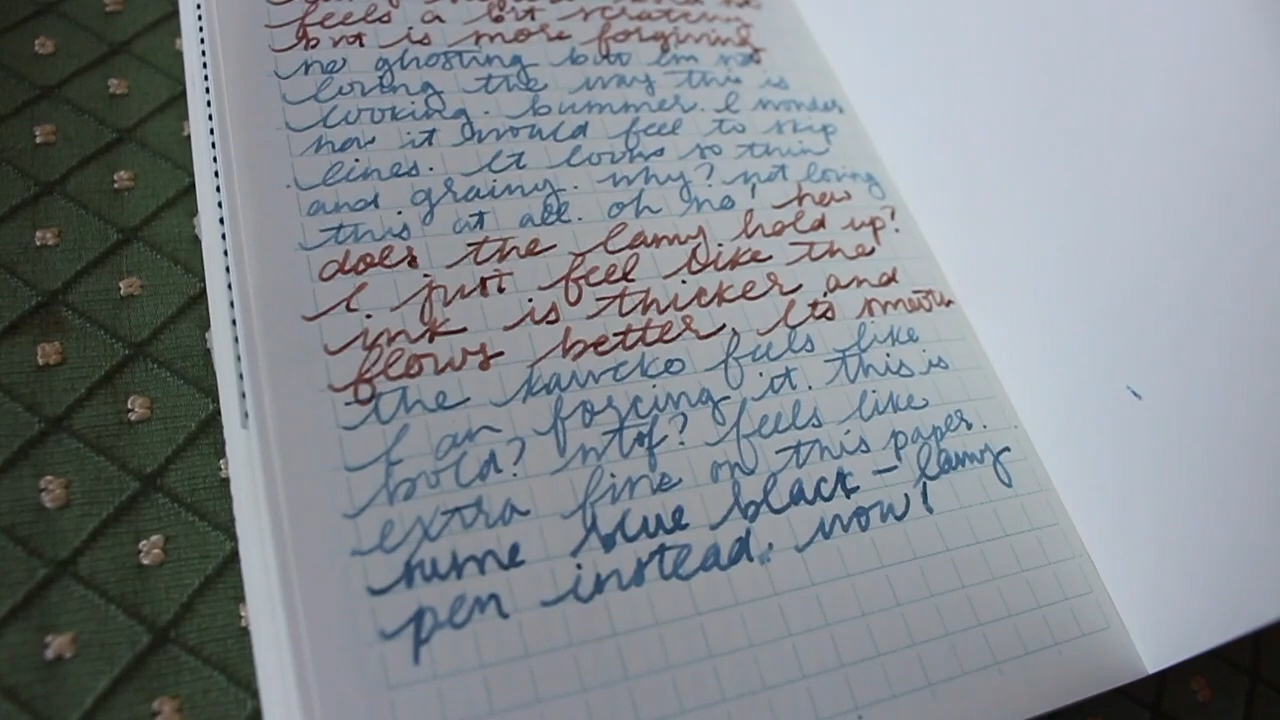 feels a bit scratchy
but is more forgiving
no ghosting but im not
loving the way this is
looking. bummer. I wonder
how it would feel to skip
lines. It looks so thin
and grainy. why? not loving
this at all. oh no! how
does the lamy hold up?
I just feel like the
ink is thicker and
flows better. Its smooth
the kaweko feels like
I am forcing it. this is
bold? wtf? feels like
extra fine on this paper.
same blue black - lamy
pen instead. wow!